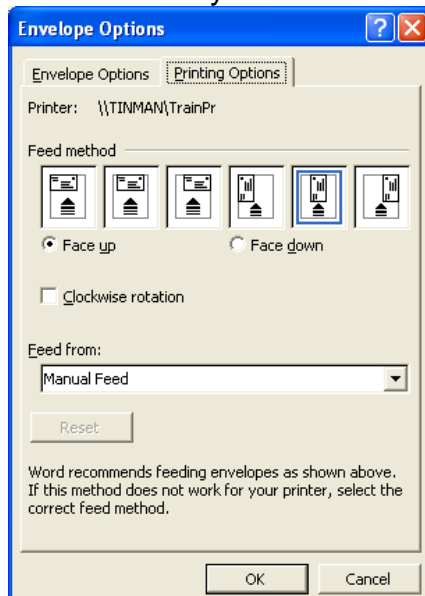 y
Envelope Options
Envelope Options Printing Options
Printer: \\TINMAN\TrainPr
Feed method
Face up Face down
Clockwise rotation
Feed from:
Manual Feed
Reset
Word recommends feeding envelopes as shown above.
If this method does not work for your printer, select the
correct feed method.
OK Cancel